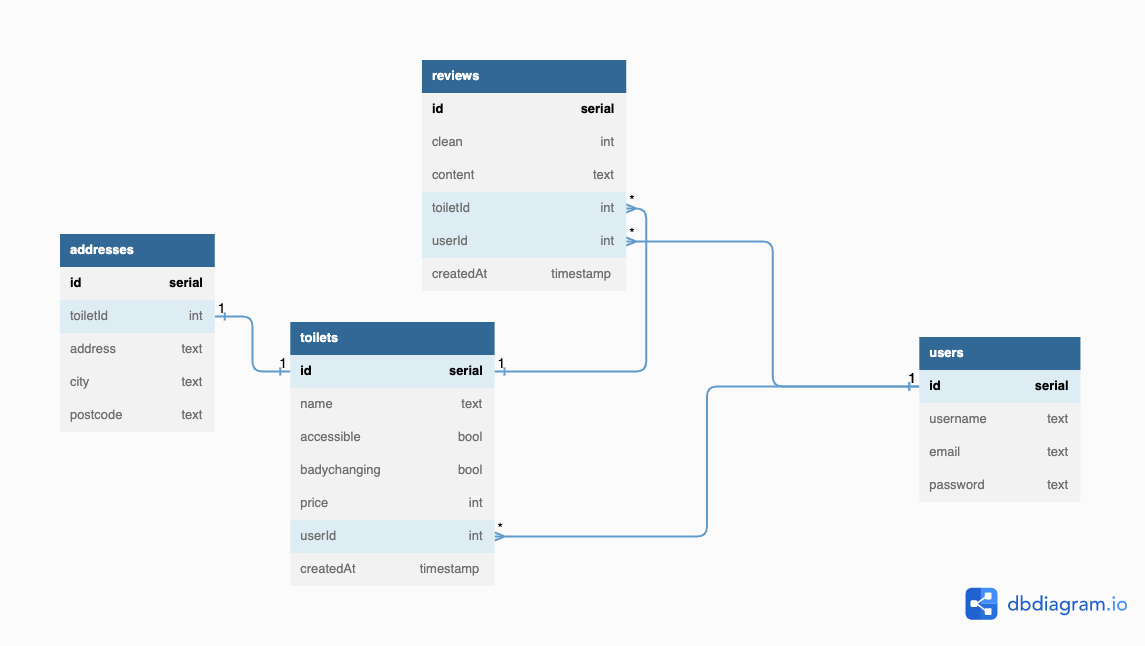 reviews
id serial
clean int
content text
toiletId int *
userId int *
createdAt timestamp
addresses
id serial
toiletId int 1
address text
city text
postcode text
toilets
1 id serial 1
name text
accessible bool
badychanging bool
price int
userId int *
createdAt timestamp
users
1 id serial
username text
email text
password text
dbdiagram.io